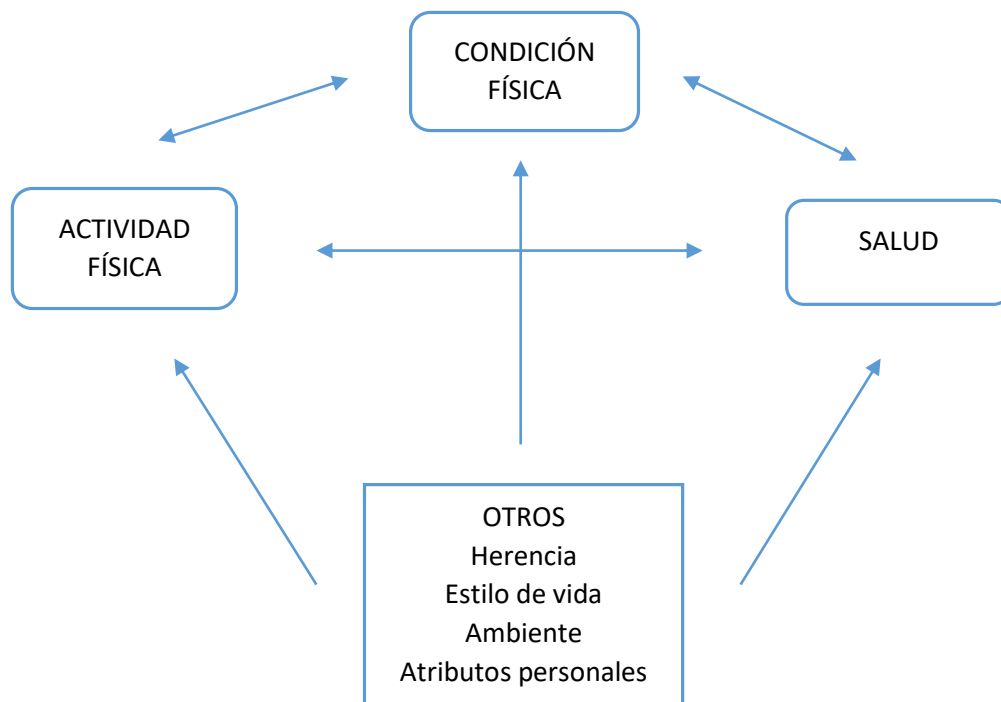 CONDICIÓN
FÍSICA
ACTIVIDAD
FÍSICA
SALUD
OTROS
Herencia
Estilo de vida
Ambiente
Atributos personales